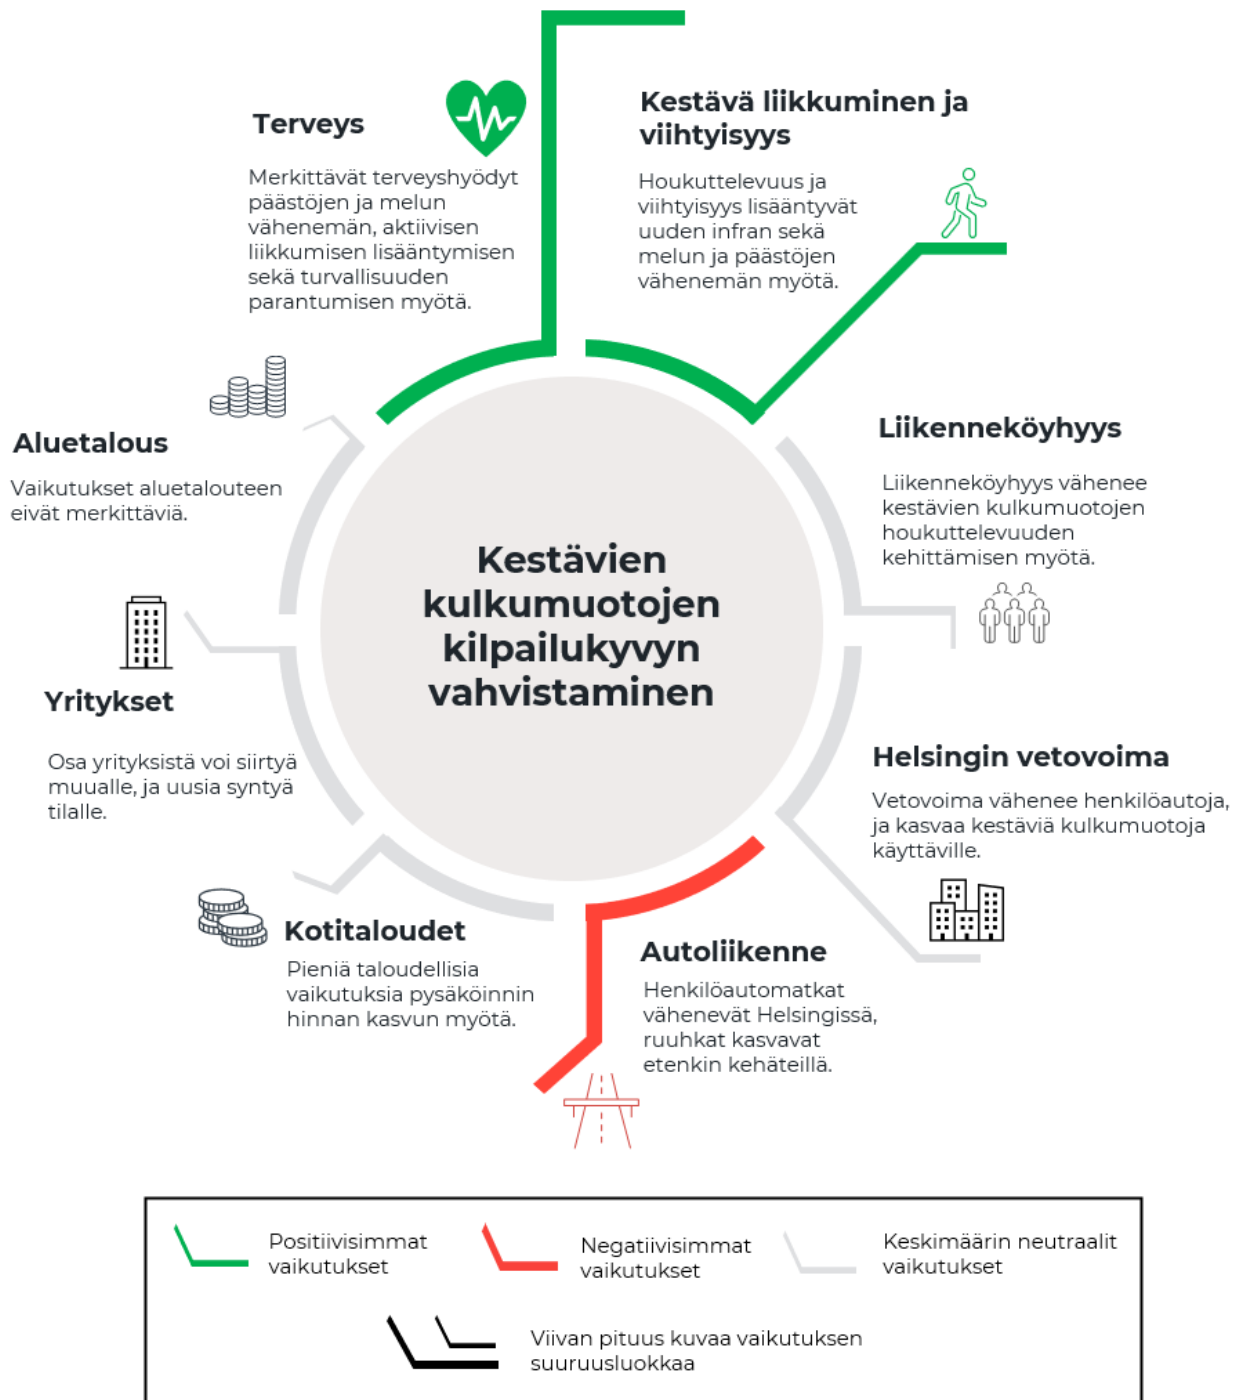 Terveys
Merkittävät terveyshyödyt
päästöjen ja melun
vähenemän, aktiivisen
liikkumisen lisääntymisen
sekä turvallisuuden
parantumisen myötä.
Kestävä liikkuminen ja
viihtyisyys
Houkuttelevuus ja
viihtyisyys lisääntyvät
uuden infran sekä
melun ja päästöjen
vähenemän myötä.
Aluetalous
Vaikutukset aluetalouteen
eivät merkittäviä.
Liikenneköyhyys
Liikenneköyhyys vähenee
kestävien kulkumuotojen
houkuttelevuuden
kehittämisen myötä.
Kestävien
kulkumuotojen
kilpailukyvyn
vahvistaminen
Yritykset
Osa yrityksistä voi siirtyä
muualle, ja uusia syntyä
tilalle.
Helsingin vetovoima
Vetovoima vähenee henkilöautoja,
ja kasvaa kestäviä kulkumuotoja
käyttäville.
Kotitaloudet
Pieniä taloudellisia
vaikutuksia pysäköinnin
hinnan kasvun myötä.
Autoliikenne
Henkilöautomatkat
vähenevät Helsingissä,
ruuhkat kasvavat
etenkin kehäteillä.
Positiivisimmat
vaikutukset
Negatiivisimmat
vaikutukset
Keskimäärin neutraalit
vaikutukset
Viivan pituus kuvaa vaikutuksen
suuruusluokkaa